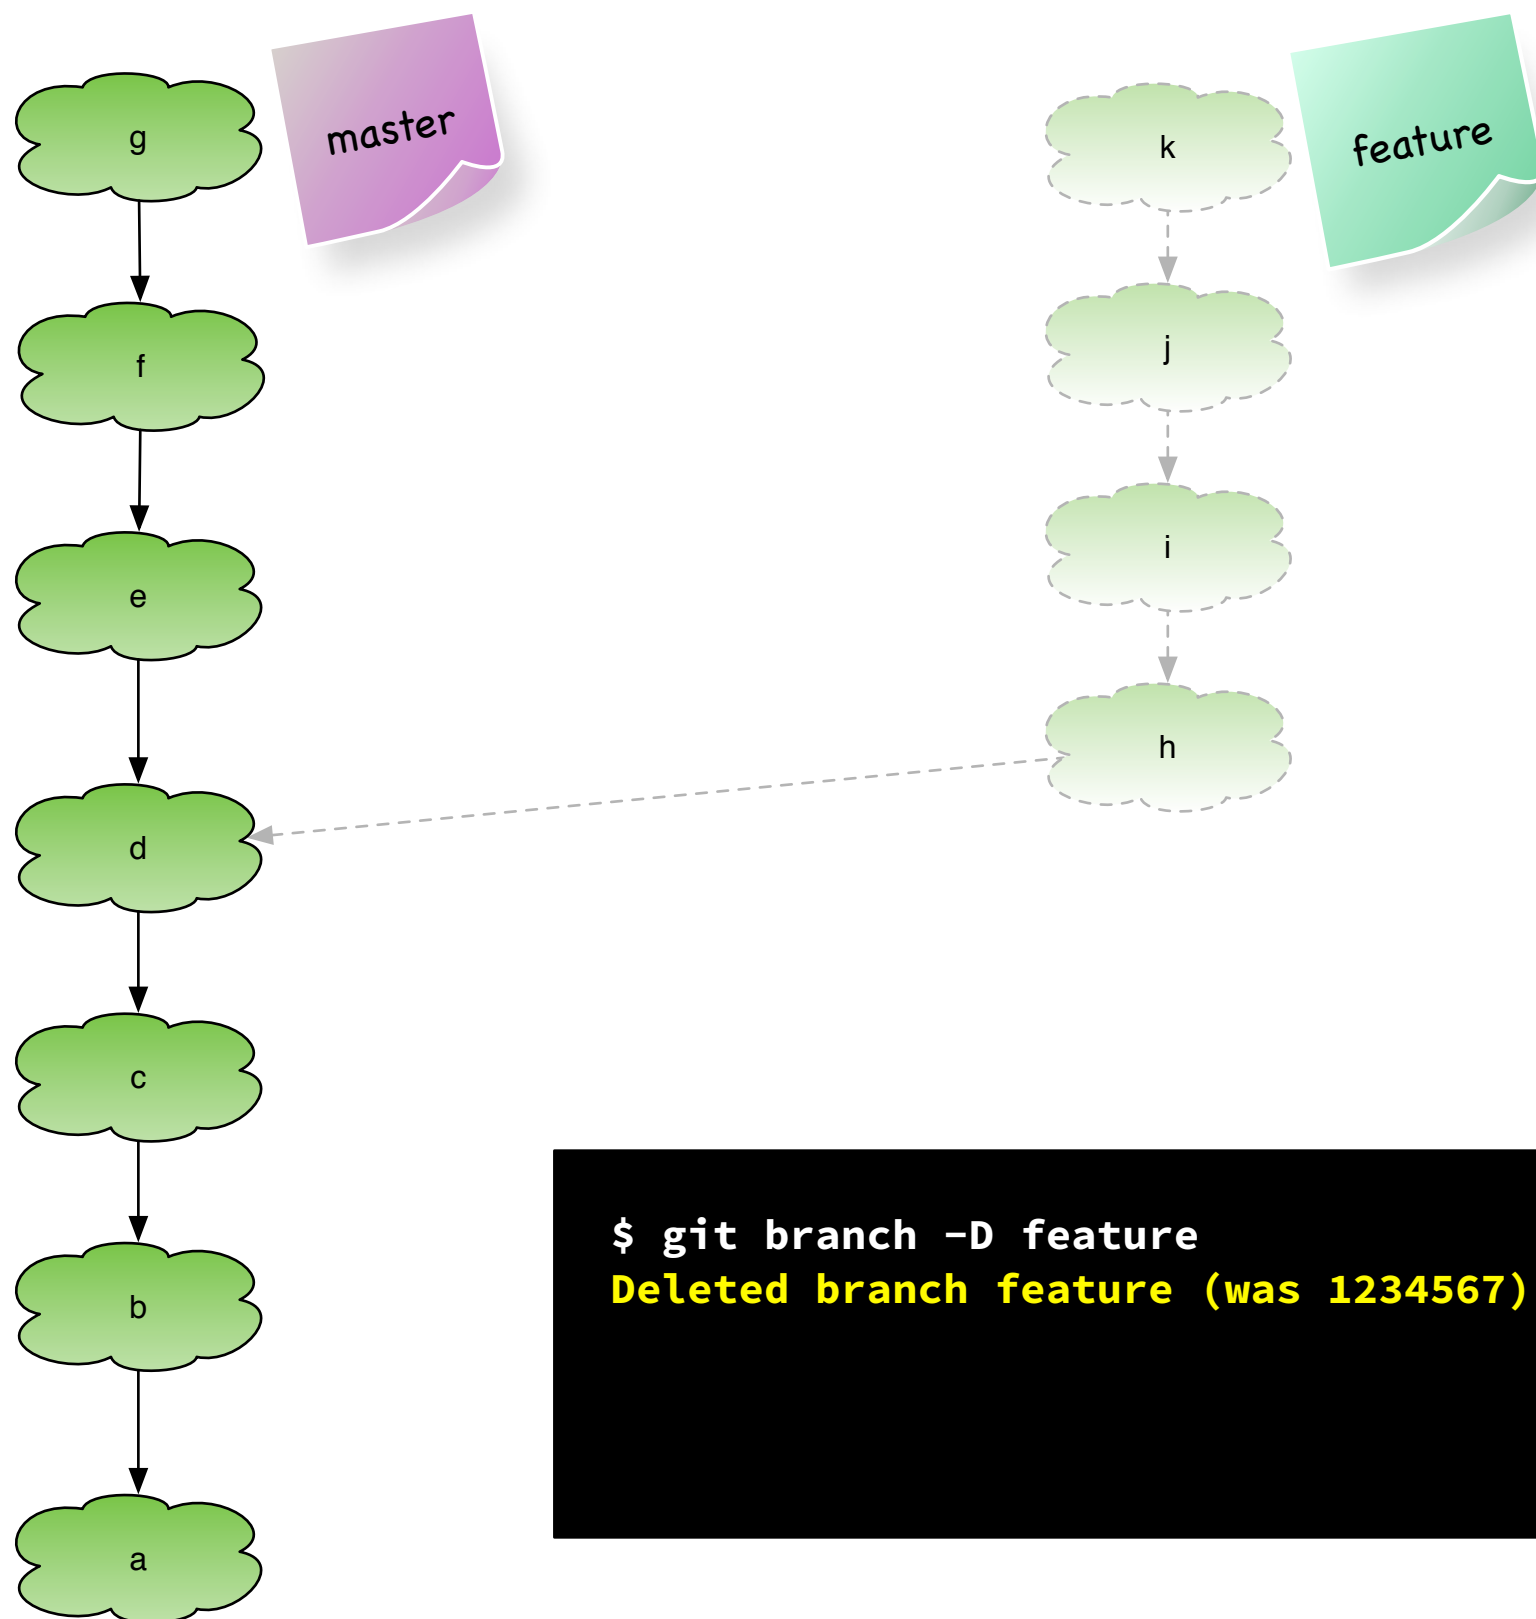 g
master
k
feature
f
j
e
i
d
h
c
b
a
$ git branch -D feature
Deleted branch feature (was 1234567)